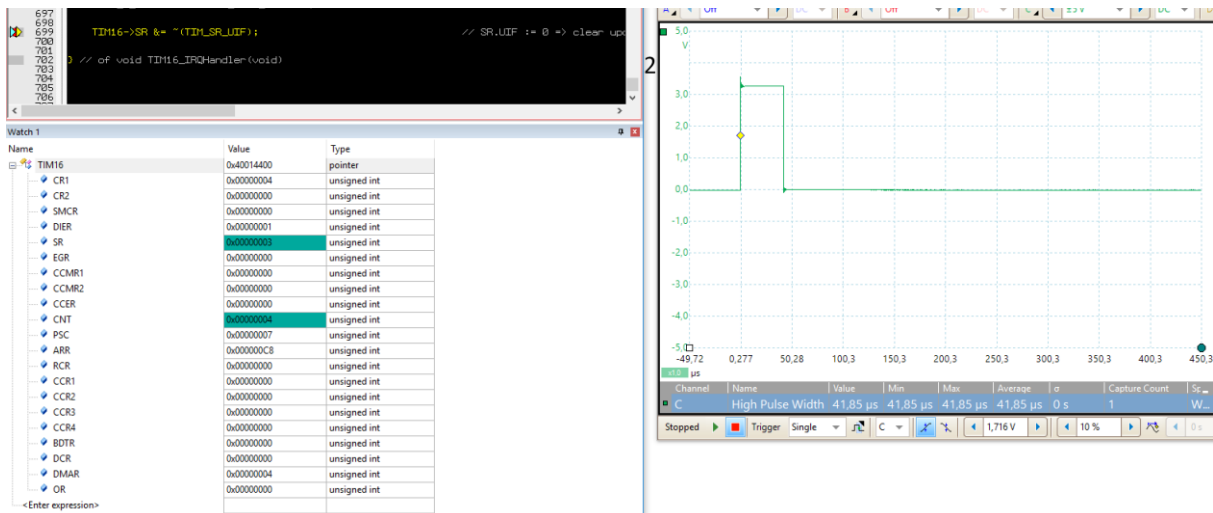 697
698
699 TIM16->SR &= ~(TIM_SR_UIF); // SR.UIF := 0 => clear upd
700
701
702 } // of void TIM16_IRQHandler(void)
703
704
705
706
Watch 1
Name Value Type
TIM16 0x40014400 pointer
CR1 0x00000004 unsigned int
CR2 0x00000000 unsigned int
SMCR 0x00000000 unsigned int
DIER 0x00000001 unsigned int
SR 0x00000003 unsigned int
EGR 0x00000000 unsigned int
CCMR1 0x00000000 unsigned int
CCMR2 0x00000000 unsigned int
CCER 0x00000000 unsigned int
CNT 0x00000004 unsigned int
PSC 0x00000007 unsigned int
ARR 0x000000C8 unsigned int
RCR 0x00000000 unsigned int
CCR1 0x00000000 unsigned int
CCR2 0x00000000 unsigned int
CCR3 0x00000000 unsigned int
CCR4 0x00000000 unsigned int
BDTR 0x00000000 unsigned int
DCR 0x00000000 unsigned int
DMAR 0x00000004 unsigned int
OR 0x00000000 unsigned int
<Enter expression>
2
A Off DC B Off DC C ±5 V DC D
5,0
V
3,0
2,0
1,0
0,0
-1,0
-2,0
-3,0
-4,0
-5,0
-49,72 0,277 50,28 100,3 150,3 200,3 250,3 300,3 350,3 400,3 450,3
x1,0 µs
Channel Name Value Min Max Average σ Capture Count Sp
C High Pulse Width 41,85 µs 41,85 µs 41,85 µs 41,85 µs 0 s 1 W...
Stopped Trigger Single C 1,716 V 10 % 0 s